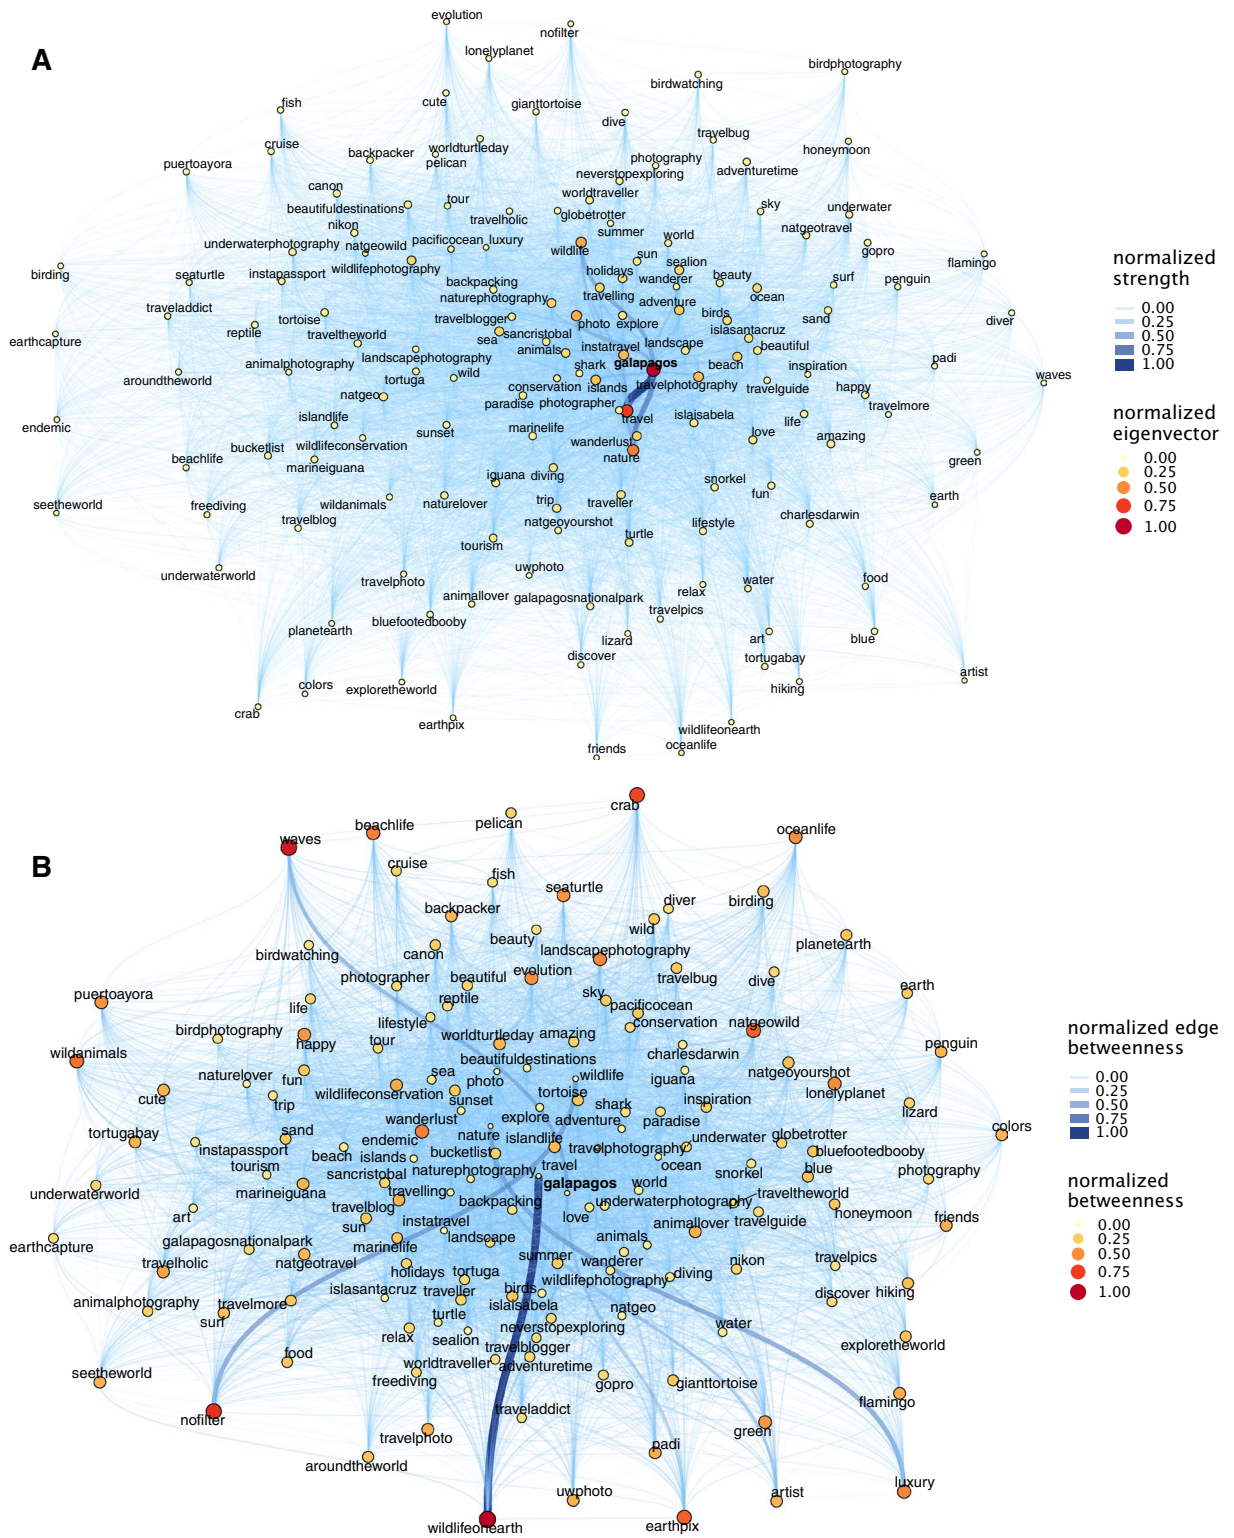 A
evolution
nofilter
lonelyplanet
birdphotography
birdwatching
fish
cute
gianttortoise
dive
travelbug
cruise
backpacker
worldturtleday
pelican
photography
honeymoon
puertoayora
neverstopexploring
adventuretime
canon
worldtraveller
beautifuldestinations
tour
travelholic
globetrotter
sky
underwater
nikon
summer
natgeotravel
underwaterphotography
natgeowild
pacificocean
luxury
wildlife
world
gopro
birding
seaturtle
instapassport
wildlifephotography
sun
sealion
flamingo
holidays
wanderer
beauty
surf
penguin
backpacking
naturephotography
travelling
adventure
ocean
traveladdict
tortoise
travelblogger
photo
explore
birds
sand
diver
reptile
traveltheworld
sea
sancristobal
islasantacruz
earthcapture
landscapephotography
animals
instatravel
landscape
beautiful
animalphotography
shark
galapagos
beach
inspiration
padi
aroundtheworld
tortuga
wild
conservation
islands
travelphotography
travelguide
happy
waves
natgeo
paradise
photographer
travelmore
endemic
islandlife
sunset
marinelife
travel
islaisabela
life
bucketlist
wildlifeconservation
wanderlust
love
amazing
beachlife
marineiguana
nature
green
iguana
diving
snorkel
seetheworld
freediving
wildanimals
naturelover
trip
traveller
fun
earth
travelblog
natgeoyourshot
lifestyle
charlesdarwin
tourism
turtle
underwaterworld
travelphoto
uwphoto
relax
water
food
animallover
galapagosnationalpark
travelpics
planetearth
bluefootedbooby
lizard
art
blue
discover
tortugabay
artist
colors
exploretheworld
hiking
crab
earthpix
wildlifeonearth
friends
oceanlife
normalized
strength
0.00
0.25
0.50
0.75
1.00
normalized
eigenvector
0.00
0.25
0.50
0.75
1.00
B
crab
waves
beachlife
pelican
oceanlife
cruise
fish
seaturtle
diver
birding
backpacker
wild
beauty
planetearth
birdwatching
canon
landscapephotography
photographer
beautiful
evolution
travelbug
dive
earth
puertoayora
life
reptile
sky
pacificocean
birdphotography
lifestyle
conservation
natgeowild
happy
tour
worldturtleday
amazing
wildanimals
beautifuldestinations
charlesdarwin
penguin
naturelover
fun
sea
photo
wildlife
iguana
natgeoyourshot
cute
trip
wildlifeconservation
sunset
tortoise
shark
inspiration
lonelyplanet
lizard
wanderlust
explore
adventure
paradise
tortugabay
sand
endemic
nature
islandlife
underwater
globetrotter
colors
instapassport
beach
islands
bucketlist
travelphotography
bluefootedbooby
tourism
sancristobal
naturephotography
travel
ocean
snorkel
blue
photography
underwaterworld
marineiguana
travelling
galapagos
world
traveltheworld
art
travelblog
backpacking
underwaterphotography
honeymoon
sun
instatravel
love
animallover
travelguide
friends
earthcapture
galapagosnationalpark
marinelife
landscape
animals
travelholic
natgeotravel
summer
wanderer
nikon
travelpics
holidays
tortuga
wildlifephotography
diving
animalphotography
travelmore
islasantacruz
traveller
birds
discover
hiking
surf
turtle
islaisabela
natgeo
water
relax
sealion
neverstopexploring
travelblogger
exploretheworld
food
worldtraveller
adventuretime
seetheworld
freediving
gopro
gianttortoise
flamingo
nofilter
traveladdict
travelphoto
green
padi
aroundtheworld
luxury
uwphoto
artist
wildlifeonearth
earthpix
normalized edge
betweenness
0.00
0.25
0.50
0.75
1.00
normalized
betweenness
0.00
0.25
0.50
0.75
1.00